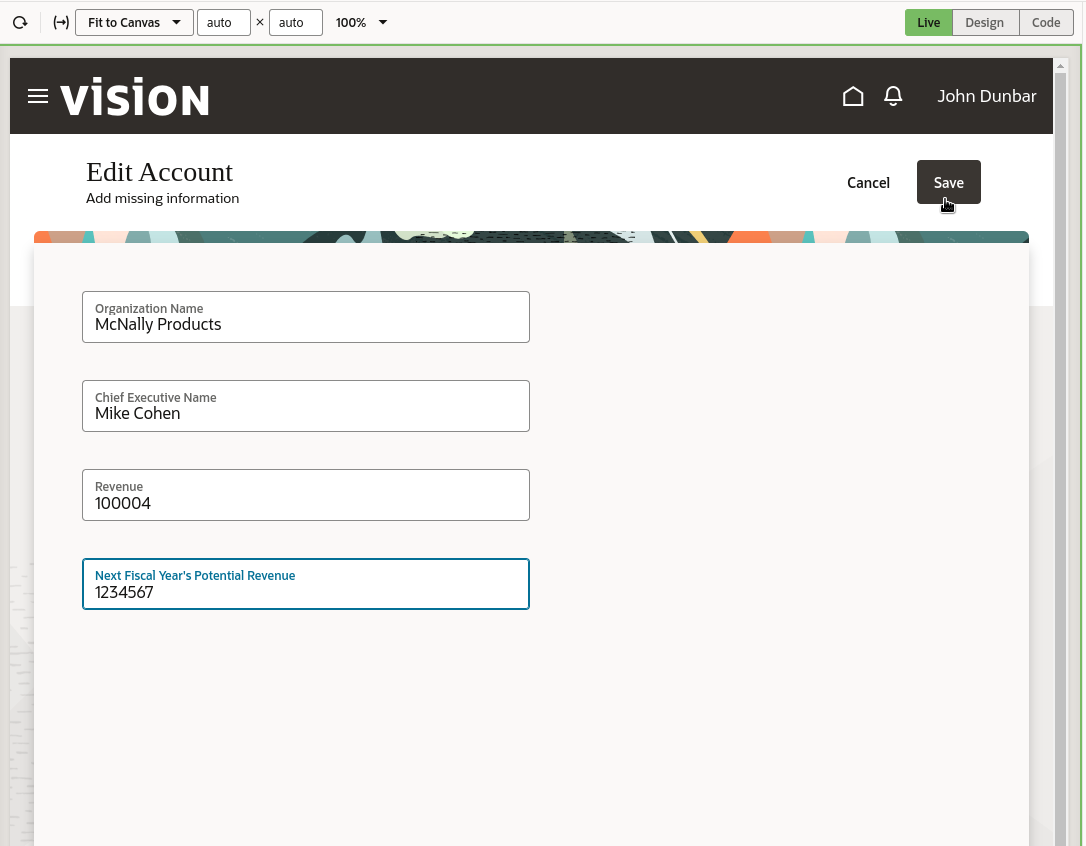 Fit to Canvas auto × auto 100% Live Design Code
VISION John Dunbar
Edit Account
Add missing information
Cancel Save
Organization Name
McNally Products
Chief Executive Name
Mike Cohen
Revenue
100004
Next Fiscal Year's Potential Revenue
1234567